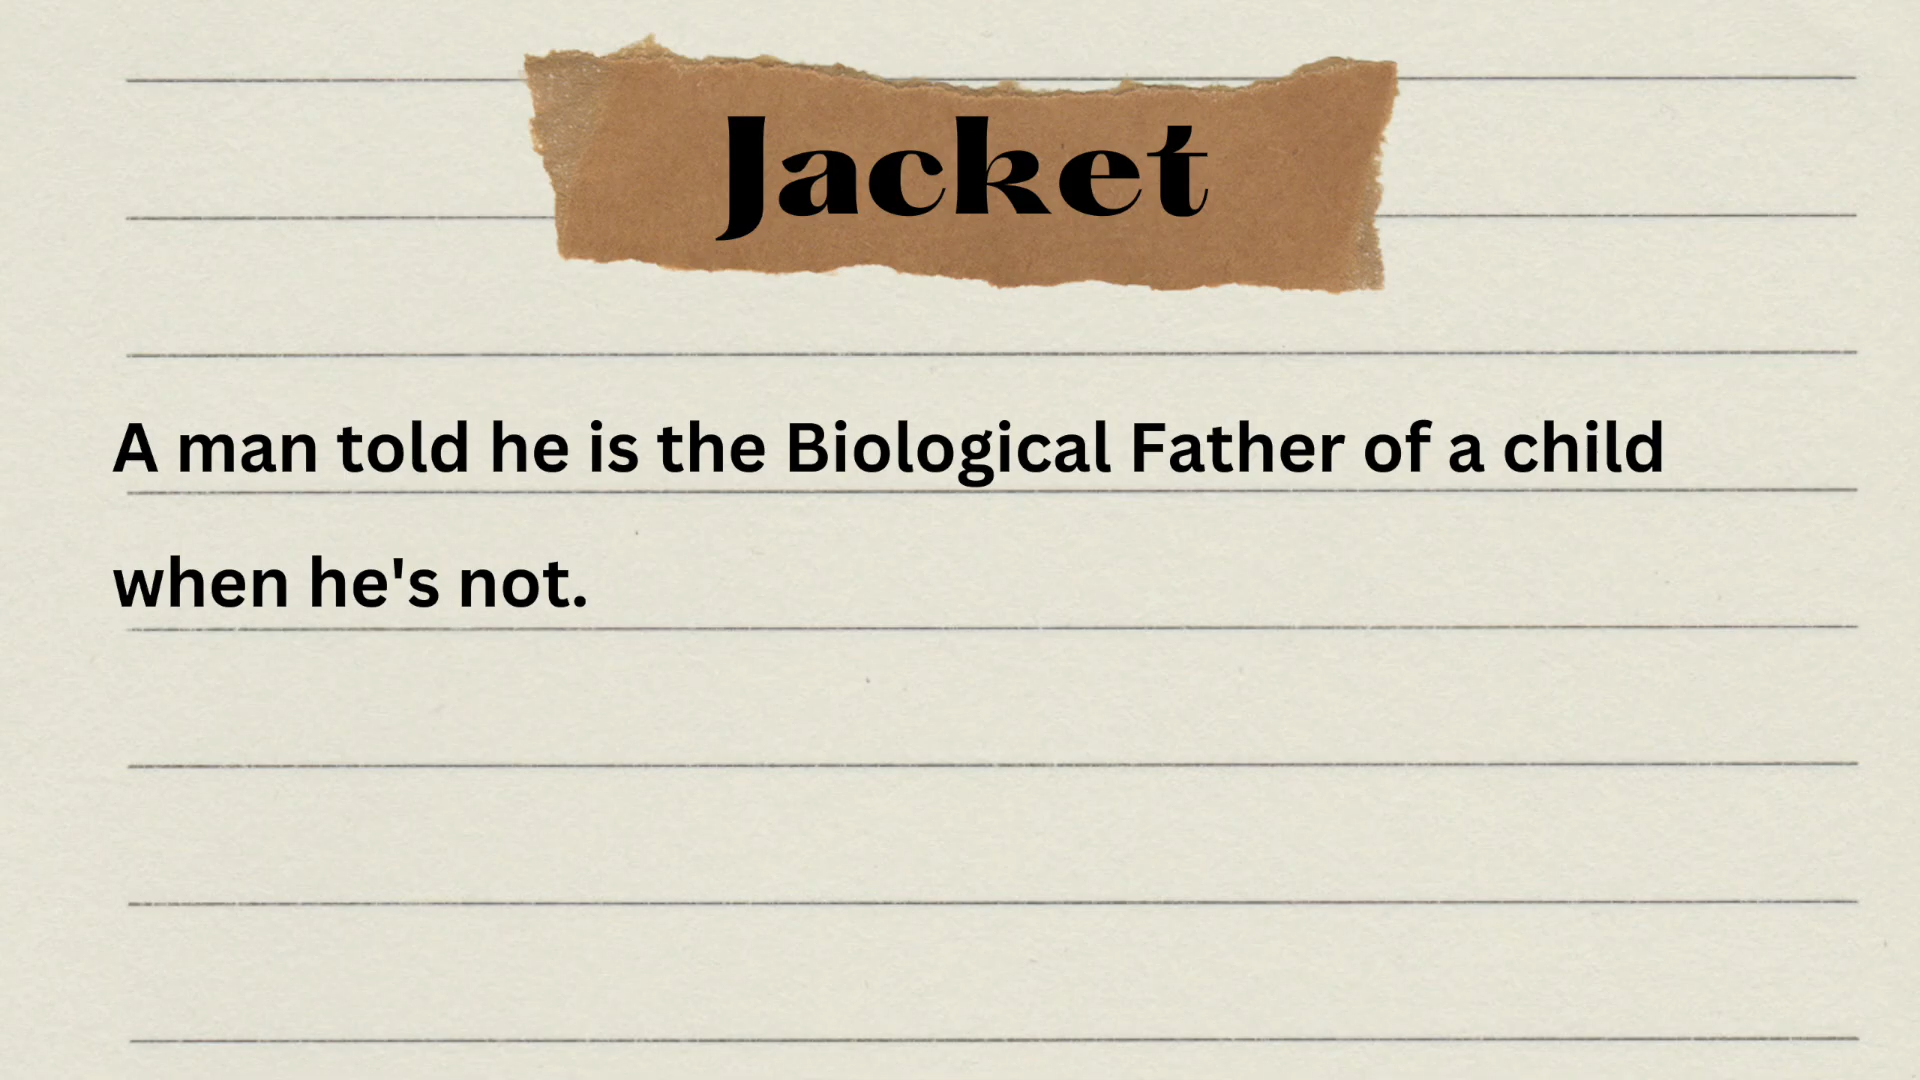 Jacket
A man told he is the Biological Father of a child
when he's not.